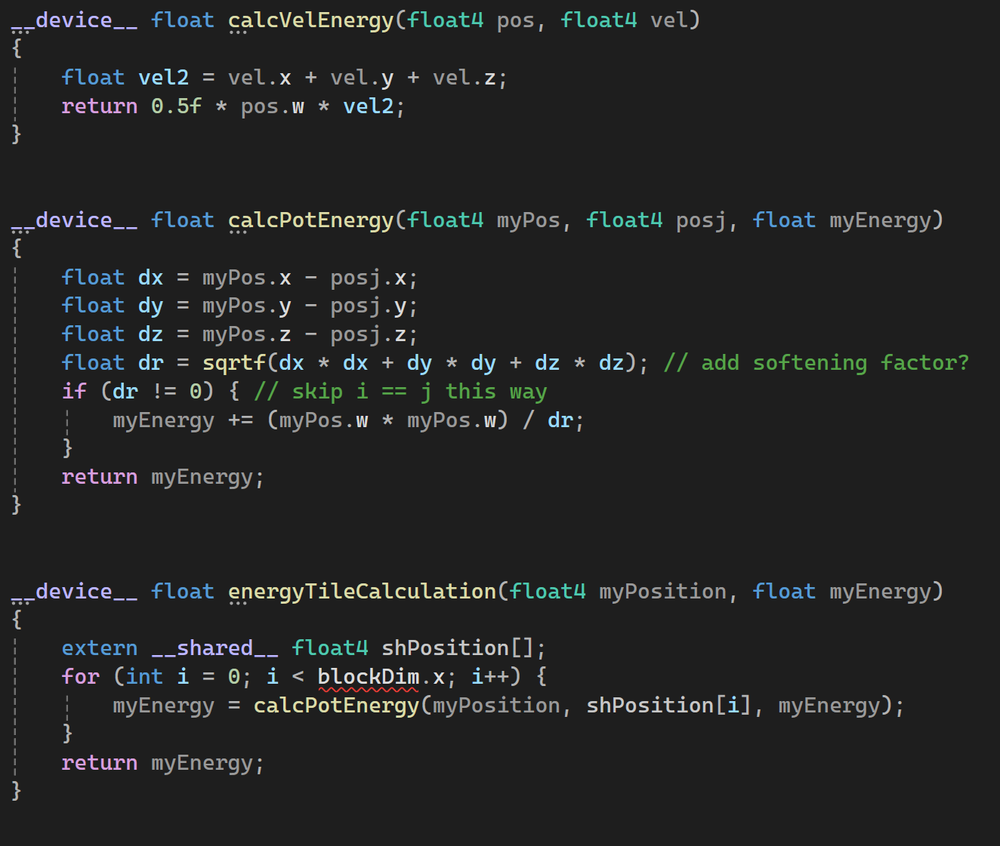 __device__ float calcVelEnergy(float4 pos, float4 vel)
{
    float vel2 = vel.x + vel.y + vel.z;
    return 0.5f * pos.w * vel2;
}
__device__ float calcPotEnergy(float4 myPos, float4 posj, float myEnergy)
{
    float dx = myPos.x - posj.x;
    float dy = myPos.y - posj.y;
    float dz = myPos.z - posj.z;
    float dr = sqrtf(dx * dx + dy * dy + dz * dz); // add softening factor?
    if (dr != 0) { // skip i == j this way
        myEnergy += (myPos.w * myPos.w) / dr;
    }
    return myEnergy;
}
__device__ float energyTileCalculation(float4 myPosition, float myEnergy)
{
    extern __shared__ float4 shPosition[];
    for (int i = 0; i < blockDim.x; i++) {
        myEnergy = calcPotEnergy(myPosition, shPosition[i], myEnergy);
    }
    return myEnergy;
}